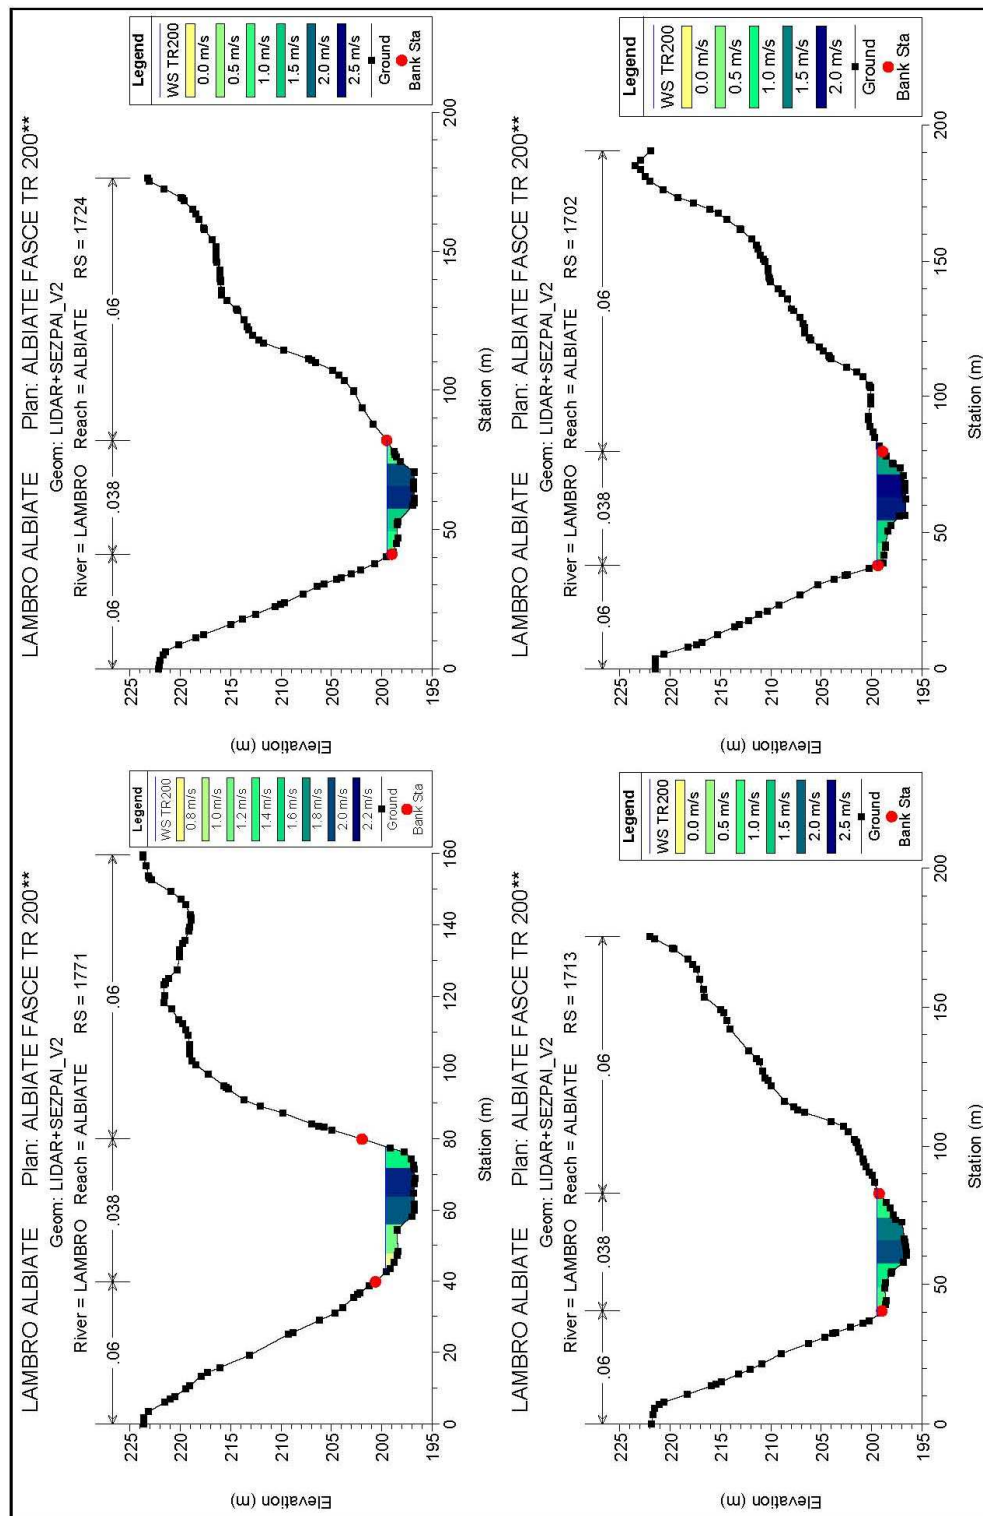 LAMBRO ALBIATE Plan: ALBIATE FASCE TR 200**
Geom: LIDAR+SEZPAI_V2
River = LAMBRO Reach = ALBIATE RS = 1771
.06
.038
.06
Legend
WS TR200
0.8 m/s
1.0 m/s
1.2 m/s
1.4 m/s
1.6 m/s
1.8 m/s
2.0 m/s
2.2 m/s
Ground
Bank Sta
225
220
215
210
205
200
195
Elevation (m)
0
20
40
60
80
100
120
140
160
Station (m)
LAMBRO ALBIATE Plan: ALBIATE FASCE TR 200**
Geom: LIDAR+SEZPAI_V2
River = LAMBRO Reach = ALBIATE RS = 1724
.06
.038
.06
Legend
WS TR200
0.0 m/s
0.5 m/s
1.0 m/s
1.5 m/s
2.0 m/s
2.5 m/s
Ground
Bank Sta
225
220
215
210
205
200
195
Elevation (m)
0
50
100
150
200
Station (m)
LAMBRO ALBIATE Plan: ALBIATE FASCE TR 200**
Geom: LIDAR+SEZPAI_V2
River = LAMBRO Reach = ALBIATE RS = 1713
.06
.038
.06
Legend
WS TR200
0.0 m/s
0.5 m/s
1.0 m/s
1.5 m/s
2.0 m/s
2.5 m/s
Ground
Bank Sta
225
220
215
210
205
200
195
Elevation (m)
0
50
100
150
200
Station (m)
LAMBRO ALBIATE Plan: ALBIATE FASCE TR 200**
Geom: LIDAR+SEZPAI_V2
River = LAMBRO Reach = ALBIATE RS = 1702
.06
.038
.06
Legend
WS TR200
0.0 m/s
0.5 m/s
1.0 m/s
1.5 m/s
2.0 m/s
Ground
Bank Sta
225
220
215
210
205
200
195
Elevation (m)
0
50
100
150
200
Station (m)